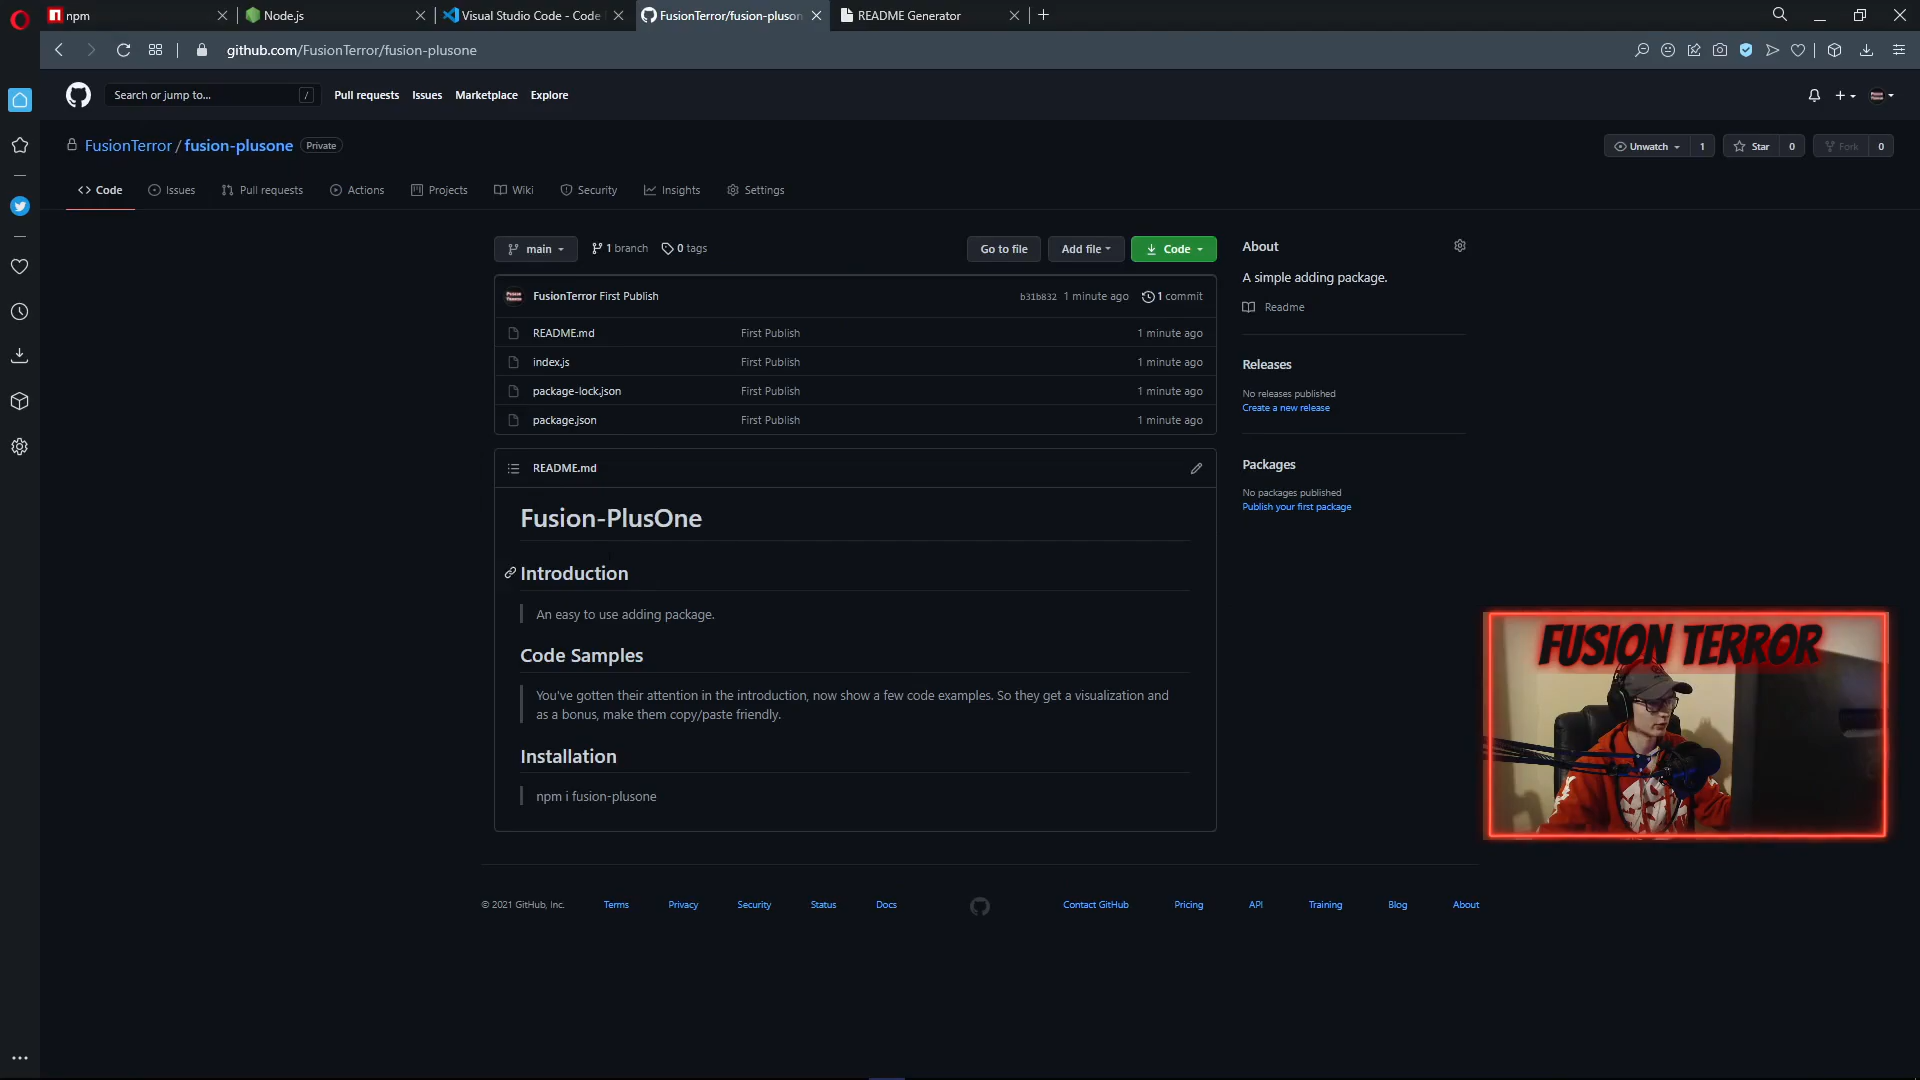 npm
Node.js
Visual Studio Code - Code
FusionTerror/fusion-plusone
README Generator
github.com/FusionTerror/fusion-plusone
Search or jump to...
/
Pull requests
Issues
Marketplace
Explore
FusionTerror / fusion-plusone
Private
Unwatch
1
Star
0
Fork
0
Code
Issues
Pull requests
Actions
Projects
Wiki
Security
Insights
Settings
main
1 branch
0 tags
Go to file
Add file
Code
FusionTerror First Publish
b31b832
1 minute ago
1 commit
README.md
First Publish
1 minute ago
index.js
First Publish
1 minute ago
package-lock.json
First Publish
1 minute ago
package.json
First Publish
1 minute ago
README.md
Fusion-PlusOne
Introduction
An easy to use adding package.
Code Samples
You've gotten their attention in the introduction, now show a few code examples. So they get a visualization and
as a bonus, make them copy/paste friendly.
Installation
npm i fusion-plusone
About
A simple adding package.
Readme
Releases
No releases published
Create a new release
Packages
No packages published
Publish your first package
FUSION TERROR
© 2021 GitHub, Inc.
Terms
Privacy
Security
Status
Docs
Contact GitHub
Pricing
API
Training
Blog
About